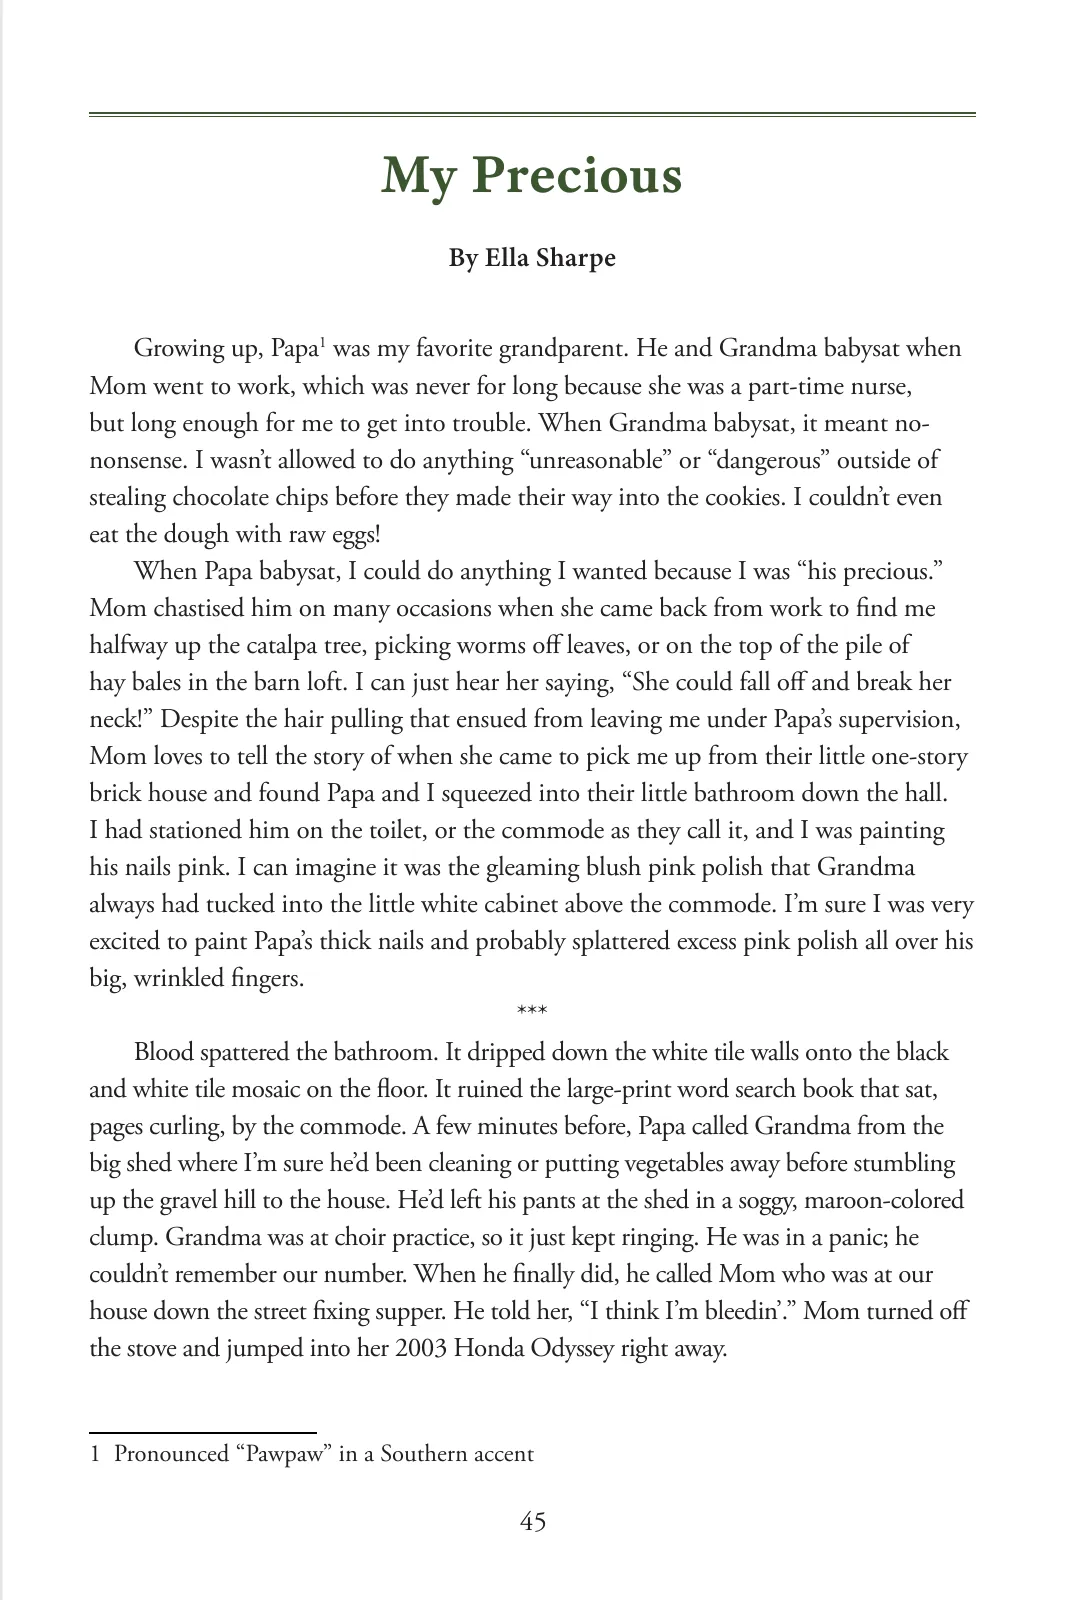 My Precious
By Ella Sharpe
Growing up, Papa1 was my favorite grandparent. He and Grandma babysat when
Mom went to work, which was never for long because she was a part-time nurse,
but long enough for me to get into trouble. When Grandma babysat, it meant no-
nonsense. I wasn’t allowed to do anything “unreasonable” or “dangerous” outside of
stealing chocolate chips before they made their way into the cookies. I couldn’t even
eat the dough with raw eggs!
When Papa babysat, I could do anything I wanted because I was “his precious.”
Mom chastised him on many occasions when she came back from work to find me
halfway up the catalpa tree, picking worms off leaves, or on the top of the pile of
hay bales in the barn loft. I can just hear her saying, “She could fall off and break her
neck!” Despite the hair pulling that ensued from leaving me under Papa’s supervision,
Mom loves to tell the story of when she came to pick me up from their little one-story
brick house and found Papa and I squeezed into their little bathroom down the hall.
I had stationed him on the toilet, or the commode as they call it, and I was painting
his nails pink. I can imagine it was the gleaming blush pink polish that Grandma
always had tucked into the little white cabinet above the commode. I’m sure I was very
excited to paint Papa’s thick nails and probably splattered excess pink polish all over his
big, wrinkled fingers.
***
Blood spattered the bathroom. It dripped down the white tile walls onto the black
and white tile mosaic on the floor. It ruined the large-print word search book that sat,
pages curling, by the commode. A few minutes before, Papa called Grandma from the
big shed where I’m sure he’d been cleaning or putting vegetables away before stumbling
up the gravel hill to the house. He’d left his pants at the shed in a soggy, maroon-colored
clump. Grandma was at choir practice, so it just kept ringing. He was in a panic; he
couldn’t remember our number. When he finally did, he called Mom who was at our
house down the street fixing supper. He told her, “I think I’m bleedin’.” Mom turned off
the stove and jumped into her 2003 Honda Odyssey right away.
1 Pronounced “Pawpaw” in a Southern accent
45